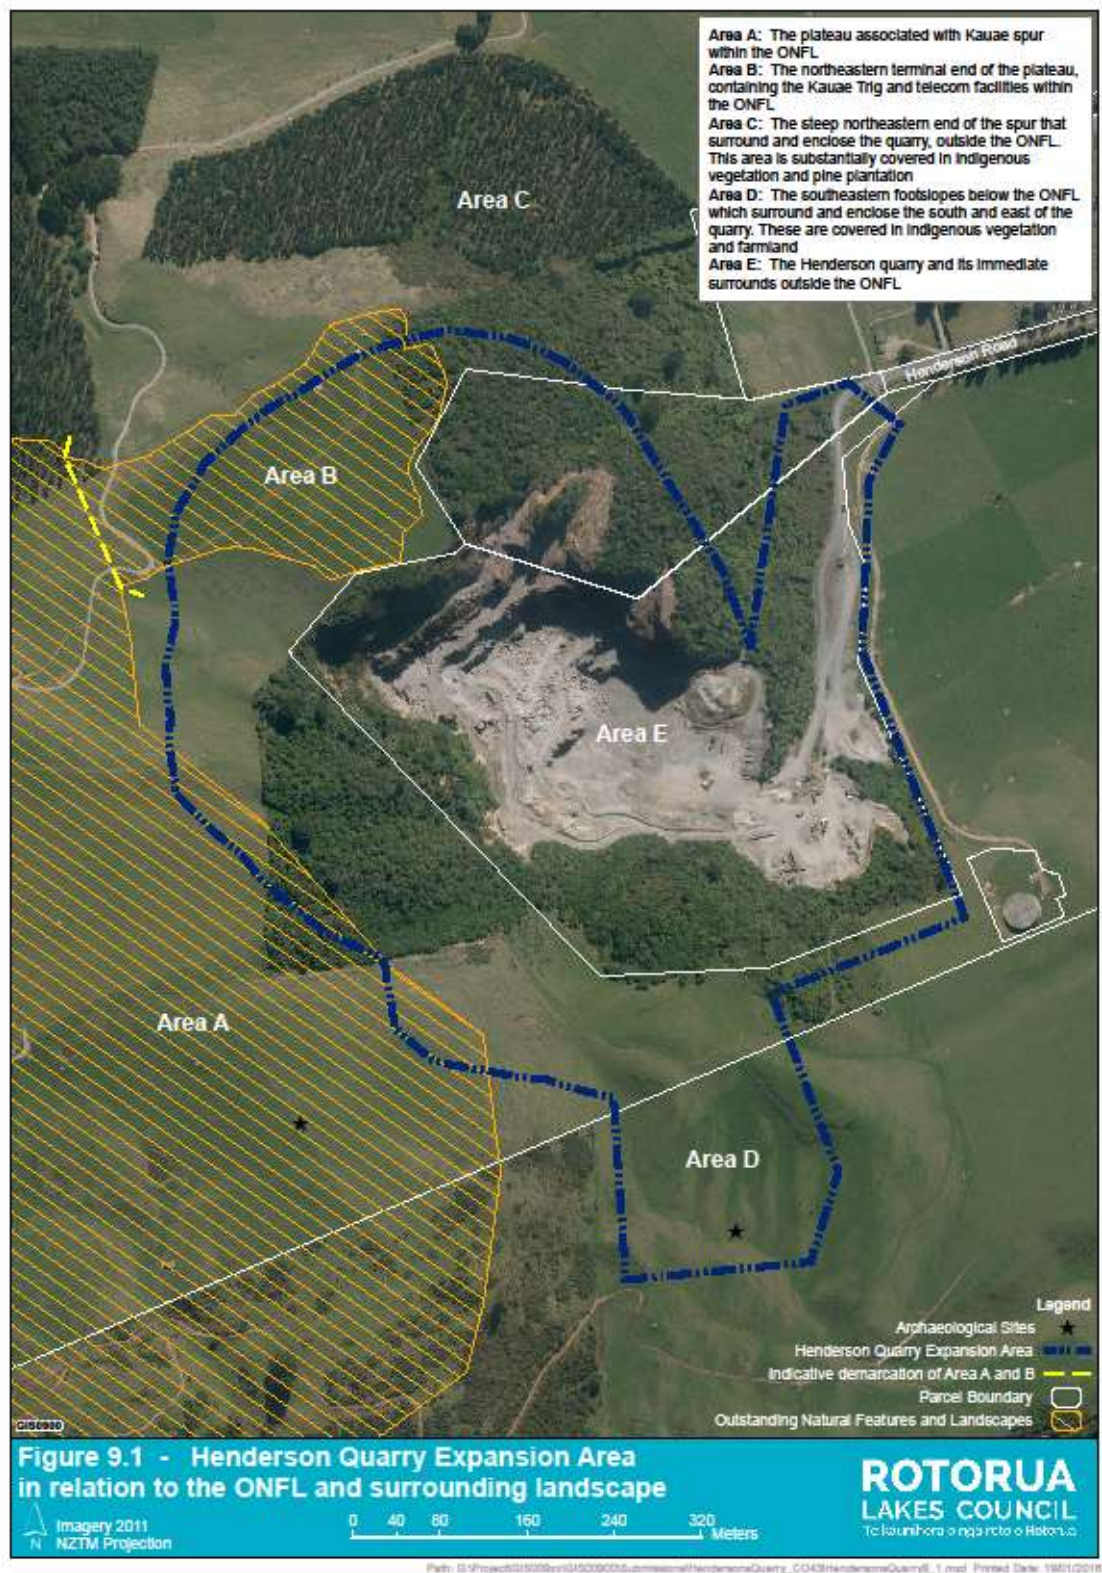 Area A: The plateau associated with Kauae spur
within the ONFL
Area B: The northeastern terminal end of the plateau,
containing the Kauae Trig and telecom facilities within
the ONFL
Area C: The steep northeastern end of the spur that
surround and enclose the quarry, outside the ONFL.
This area is substantially covered in indigenous
vegetation and pine plantation
Area D: The southeastern footslopes below the ONFL
which surround and enclose the south and east of the
quarry. These are covered in indigenous vegetation
and farmland
Area E: The Henderson quarry and its immediate
surrounds outside the ONFL
Area C
Henderson Road
Area B
Area E
Area A
Area D
Legend
Archaeological Sites
Henderson Quarry Expansion Area
Indicative demarcation of Area A and B
Parcel Boundary
Outstanding Natural Features and Landscapes
Figure 9.1 - Henderson Quarry Expansion Area
in relation to the ONFL and surrounding landscape
N
Imagery 2011
NZTM Projection
0 40 80 160 240 320
Meters
ROTORUA
LAKES COUNCIL
Printed Date: